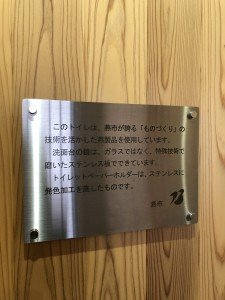 このトイレは、燕市が誇る「ものづくり」の
技術を活かした燕製品を使用しています。
洗面台の鏡は、ガラスではなく、特殊技術で
磨いたステンレス板でできています。
トイレットペーパーホルダーは、ステンレスに
発色加工を施したものです。
燕市